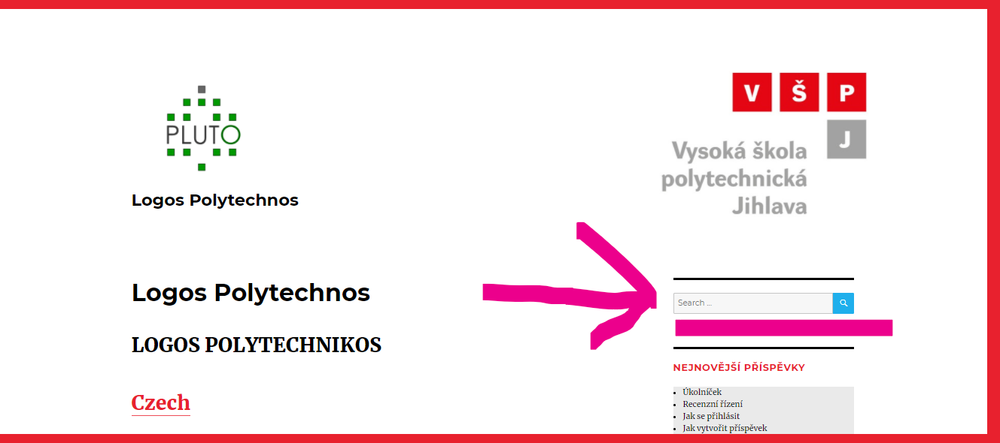 PLUTO
Logos Polytechnos
V Š P
J
Vysoká škola
polytechnická
Jihlava
Logos Polytechnos
LOGOS POLYTECHNIKOS
Czech
Search …
NEJNOVĚJŠÍ PŘÍSPĚVKY
Úkolníček
Recenzní řízení
Jak se přihlásit
Jak vytvořit příspěvek